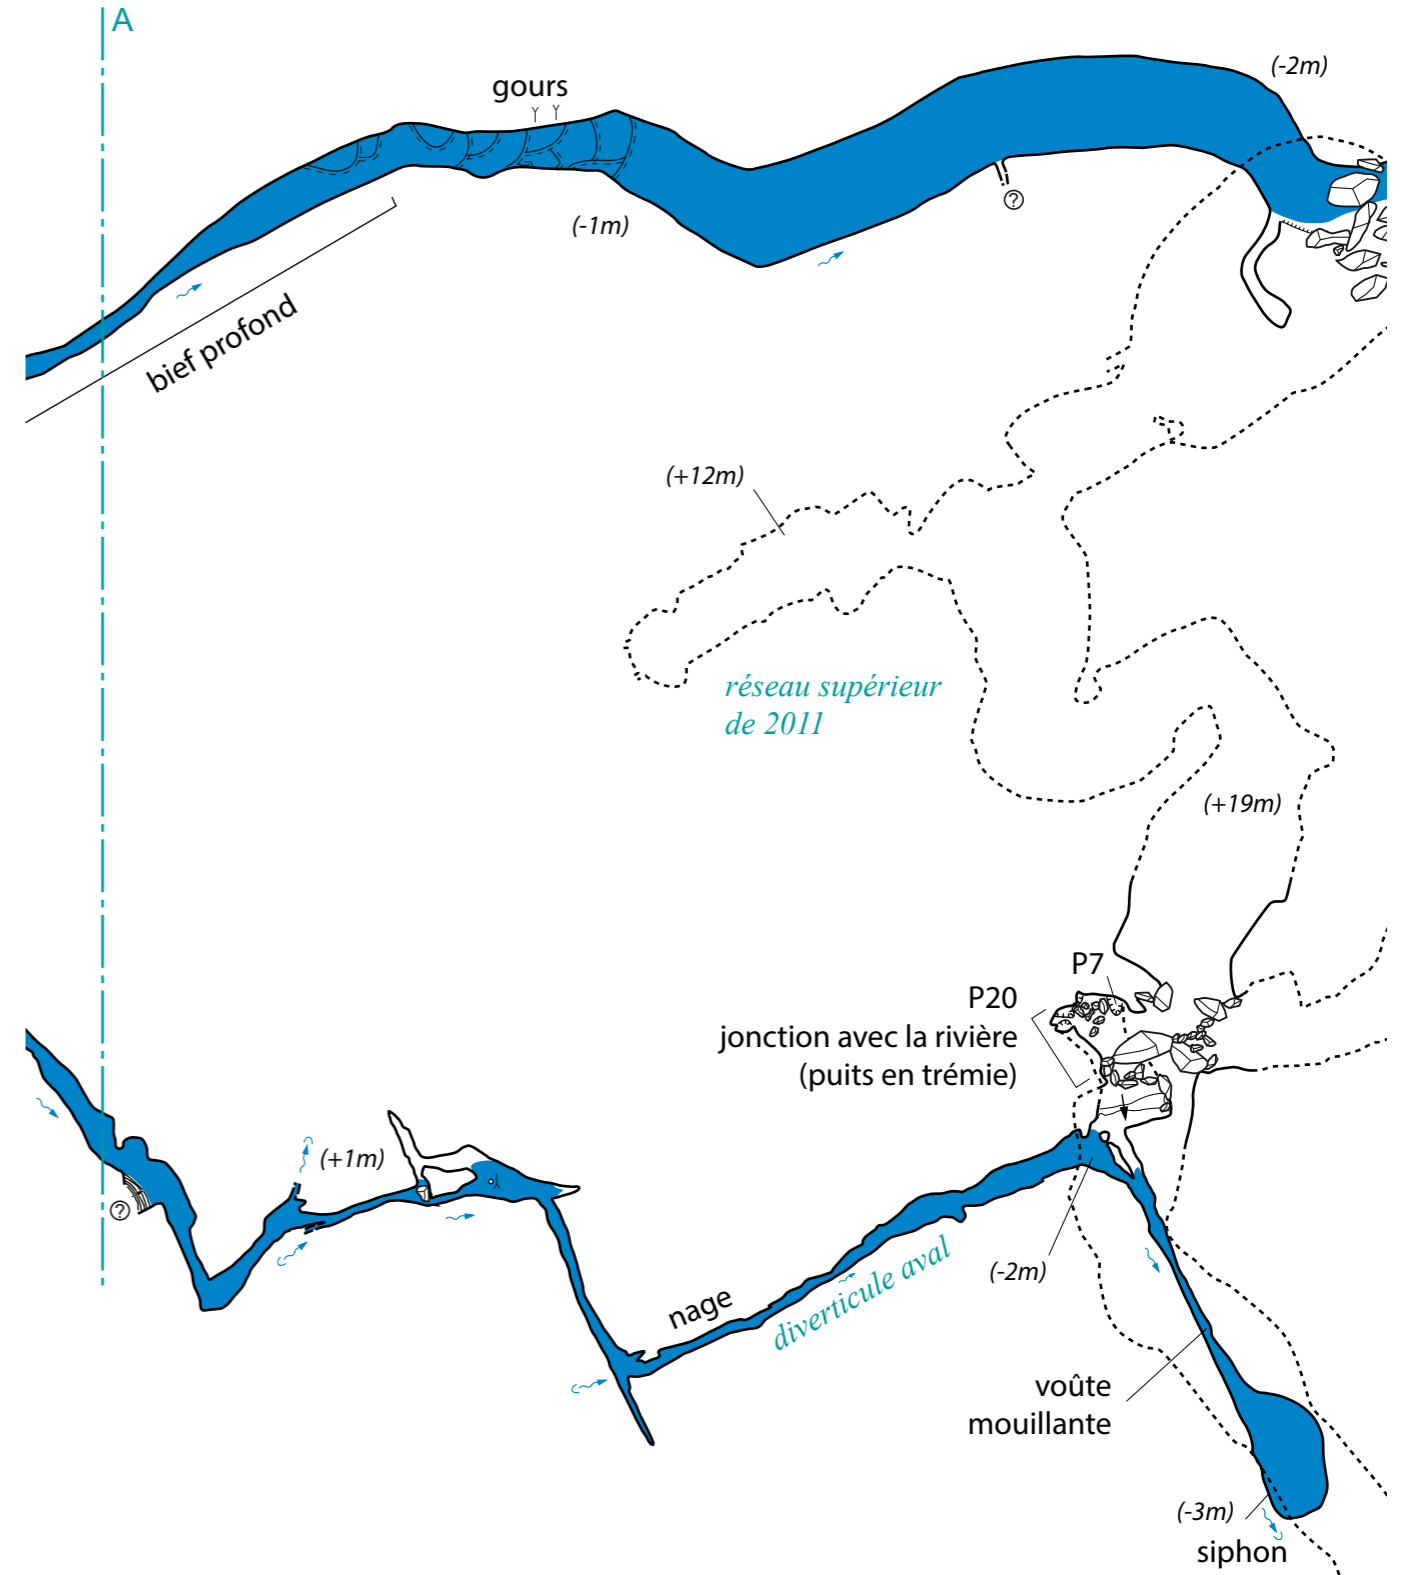 A
gours
(-2m)
(-1m)
?
bief profond
(+12m)
réseau supérieur
de 2011
(+19m)
P7
P20
jonction avec la rivière
(puits en trémie)
(+1m)
?
nage
diverticule aval
(-2m)
voûte
mouillante
(-3m)
siphon